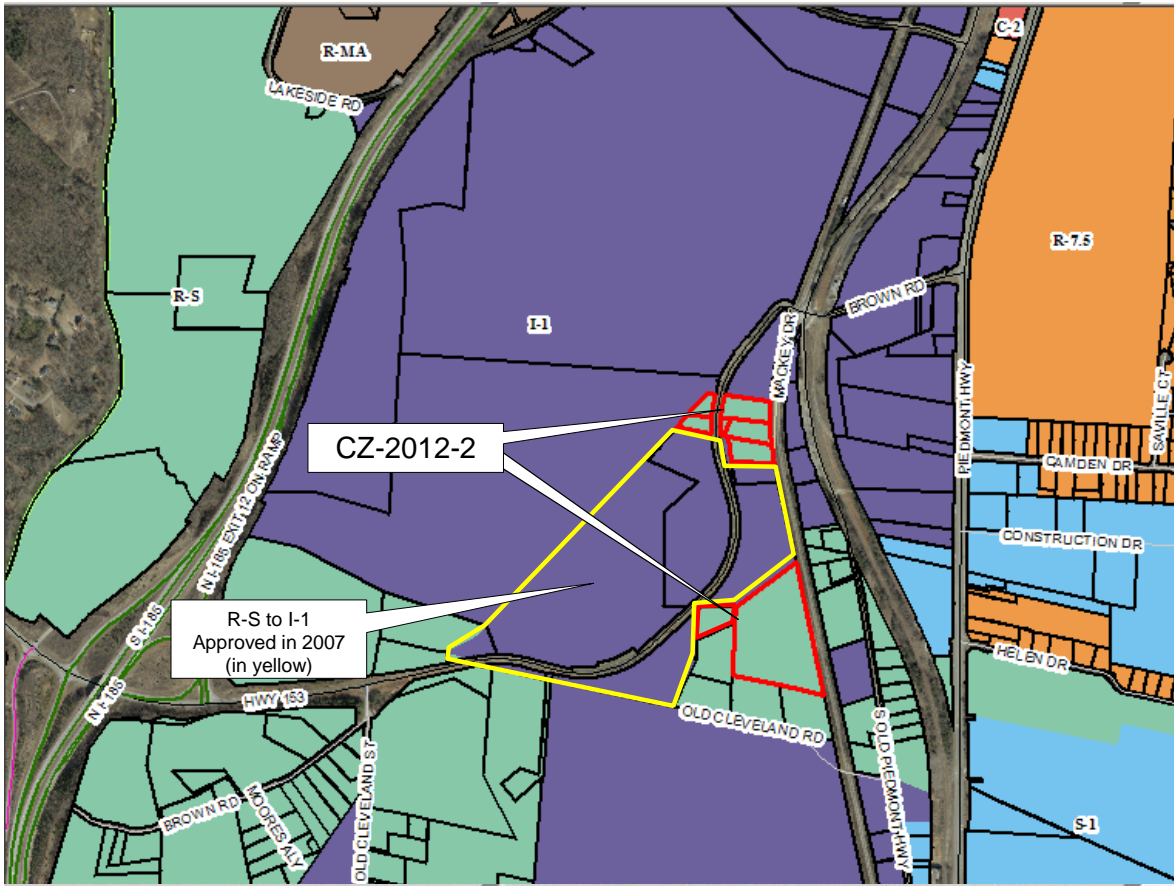 C-2
R-MA
LAKESIDE RD
R-7.5
BROWN RD
R-S
I-1
MACKEY DR
PIEDMONT HWY
SAVILLE CT
CZ-2012-2
CAMDEN DR
N I-185 EXIT 12 ON RAMP
CONSTRUCTION DR
R-S to I-1
Approved in 2007
(in yellow)
S I-185
N I-185
HELEN DR
HWY 153
OLD CLEVELAND RD
S OLD PIEDMONT HWY
BROWN RD
MOORES ALY
OLD CLEVELAND ST
S-1